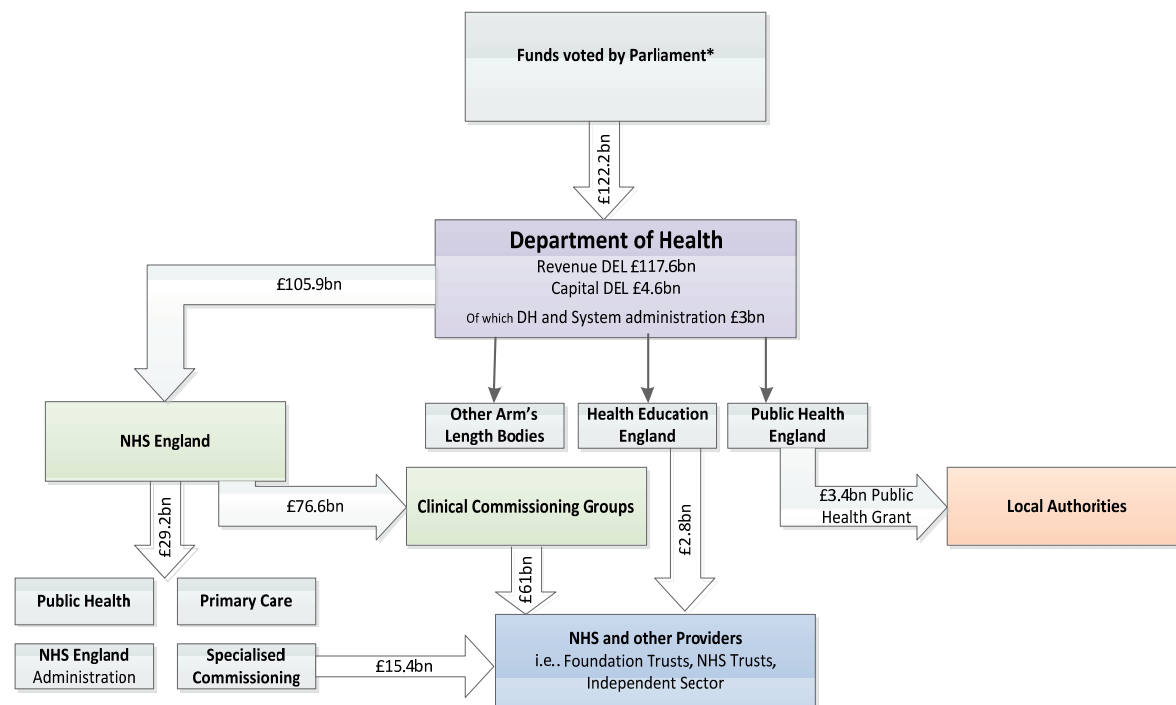 Funds voted by Parliament*
£122.2bn
Department of Health
Revenue DEL £117.6bn
Capital DEL £4.6bn
Of which DH and System administration £3bn
£105.9bn
Other Arm's
Length Bodies
Health Education
England
Public Health
England
NHS England
£29.2bn
£76.6bn
Clinical Commissioning Groups
£2.8bn
£3.4bn Public
Health Grant
Local Authorities
£61bn
Public Health
Primary Care
NHS England
Administration
Specialised
Commissioning
£15.4bn
NHS and other Providers
i.e.. Foundation Trusts, NHS Trusts,
Independent Sector